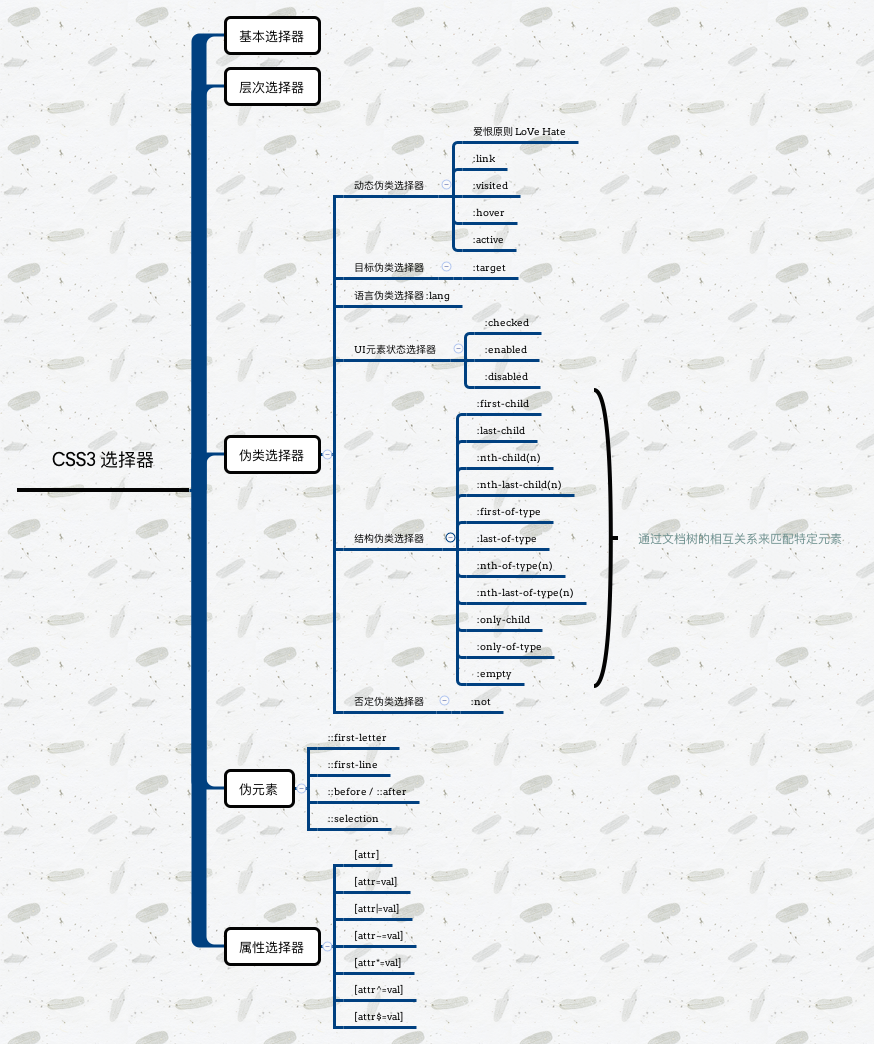 CSS3 选择器
基本选择器
层次选择器
伪类选择器
动态伪类选择器
爱恨原则 LoVe Hate
:link
:visited
:hover
:active
目标伪类选择器
:target
语言伪类选择器 :lang
UI元素状态选择器
:checked
:enabled
:disabled
结构伪类选择器
:first-child
:last-child
:nth-child(n)
:nth-last-child(n)
:first-of-type
:last-of-type
:nth-of-type(n)
:nth-last-of-type(n)
:only-child
:only-of-type
:empty
通过文档树的相互关系来匹配特定元素
否定伪类选择器
:not
伪元素
::first-letter
::first-line
::before / ::after
::selection
属性选择器
[attr]
[attr=val]
[attr|=val]
[attr~=val]
[attr*=val]
[attr^=val]
[attr$=val]